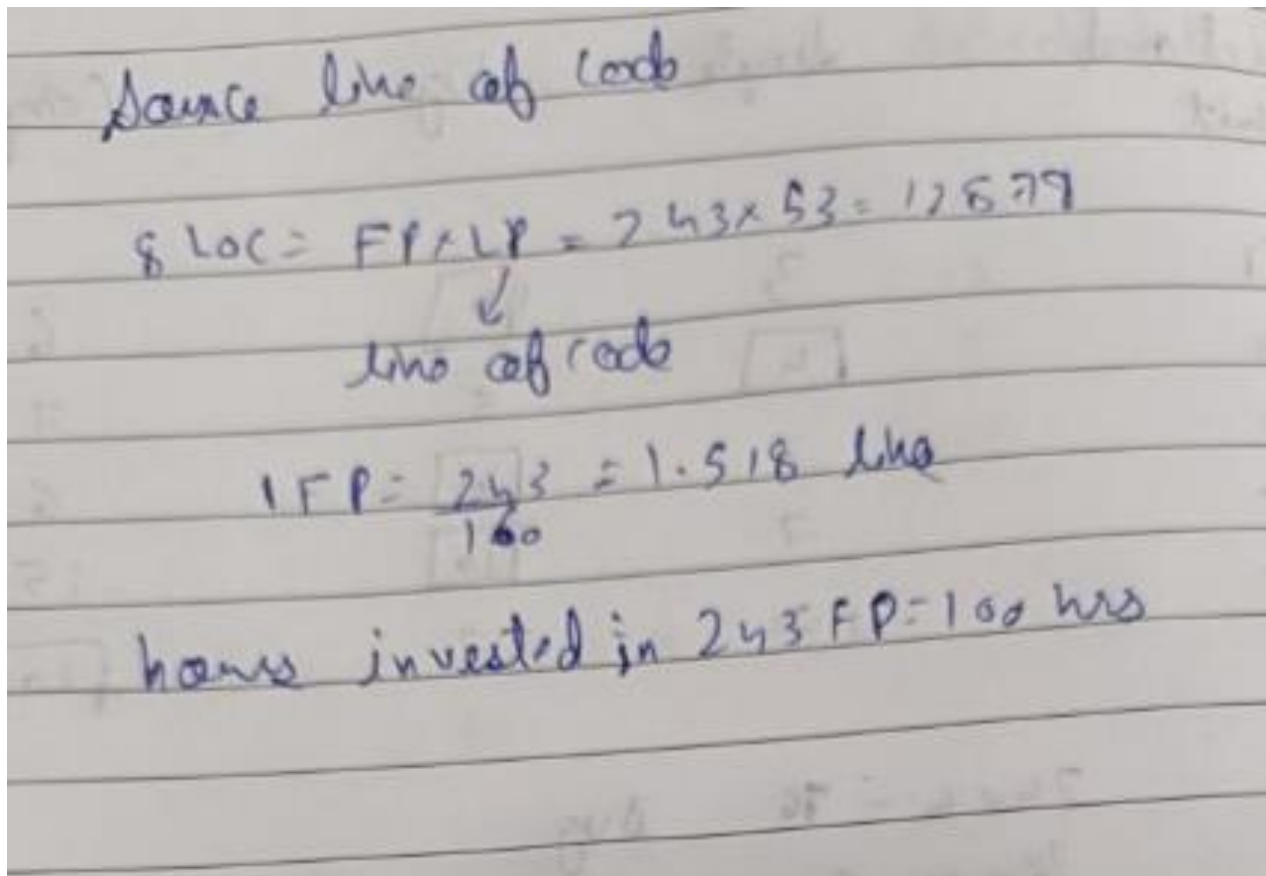 Source line of code
SLOC = FP × LP = 243 × 53 = 12879
↓
line of code
1 FP = 243 / 160 = 1.518 line
hours invested in 243 FP = 160 hrs